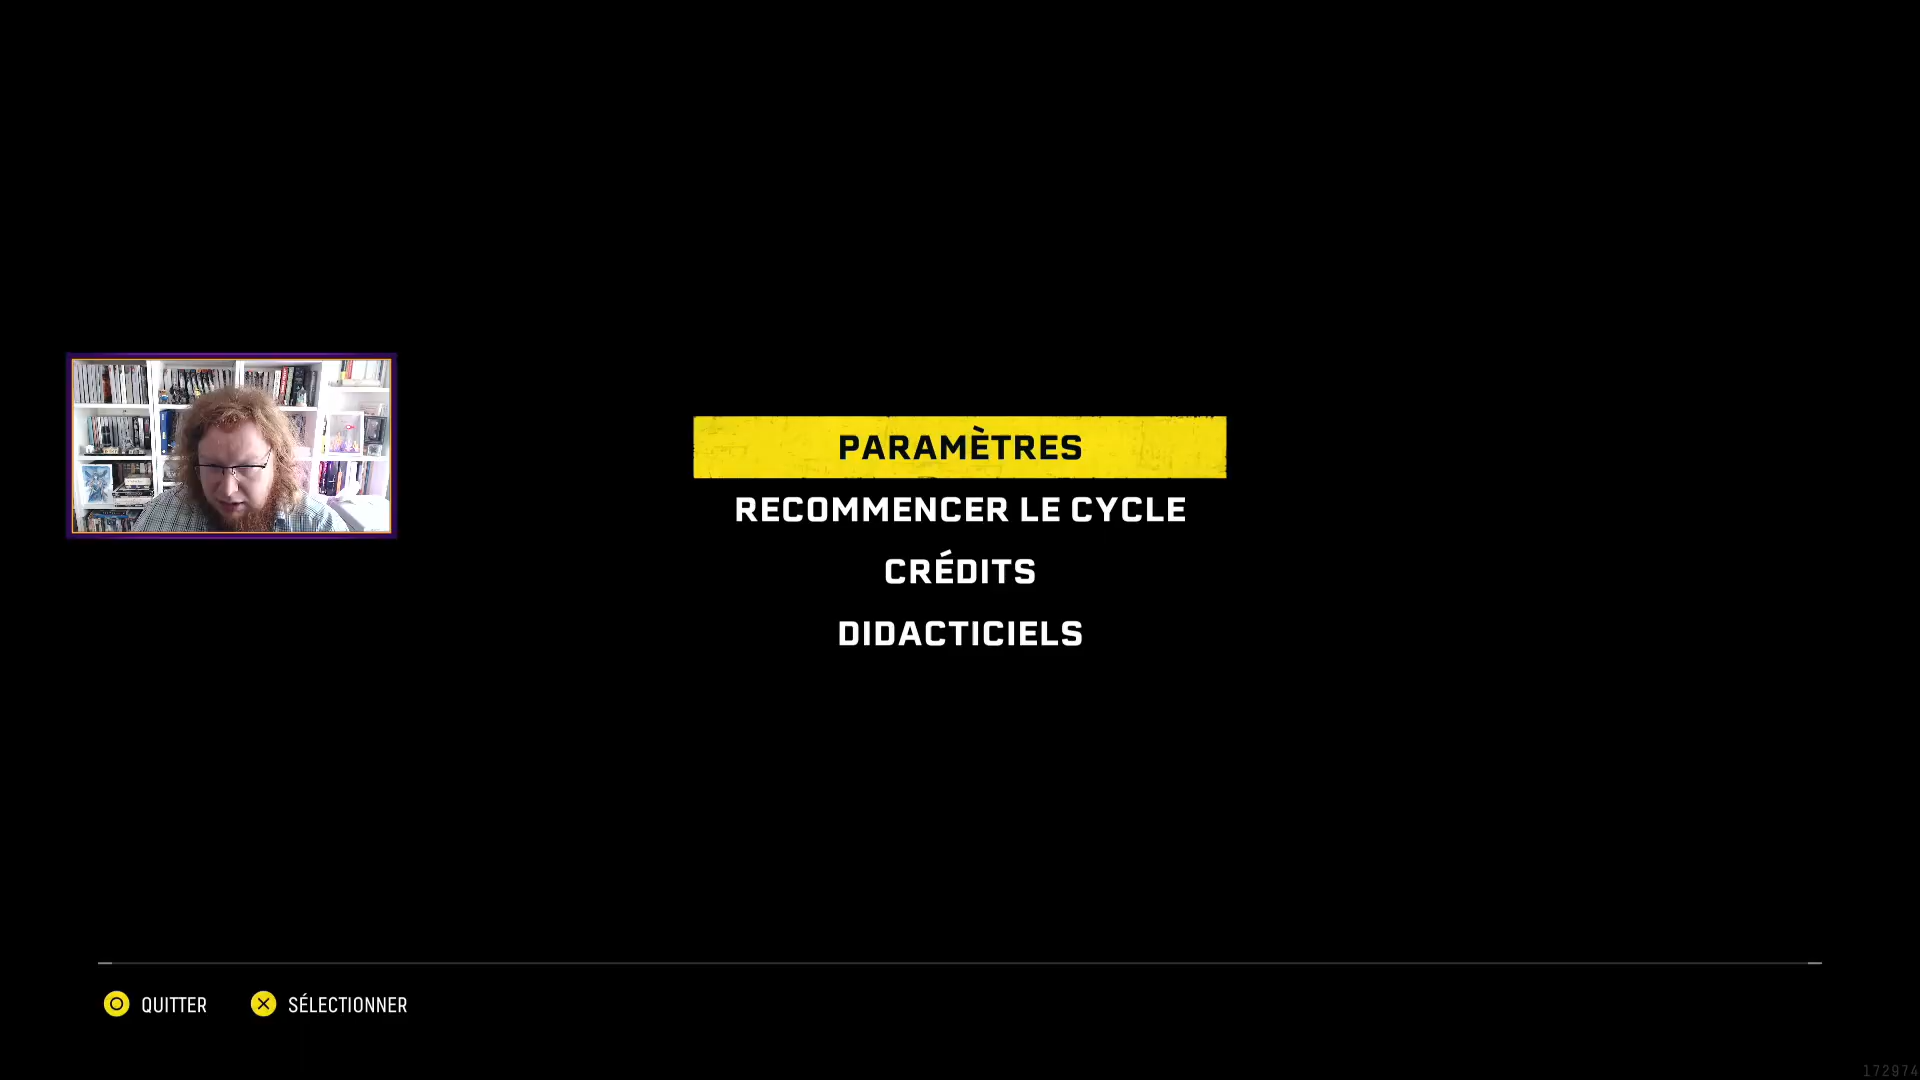 PARAMÈTRES
RECOMMENCER LE CYCLE
CRÉDITS
DIDACTICIELS
QUITTER SÉLECTIONNER
172974